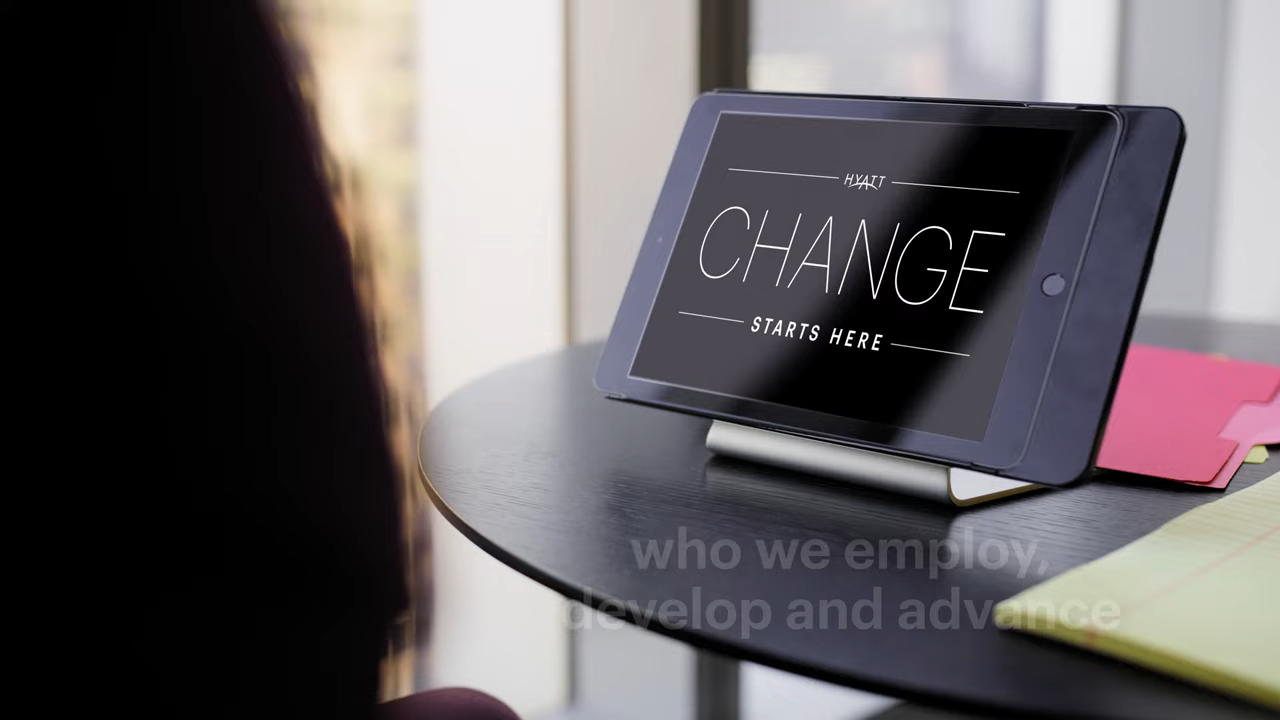 HYATT
CHANGE
STARTS HERE
who we employ,
develop and advance